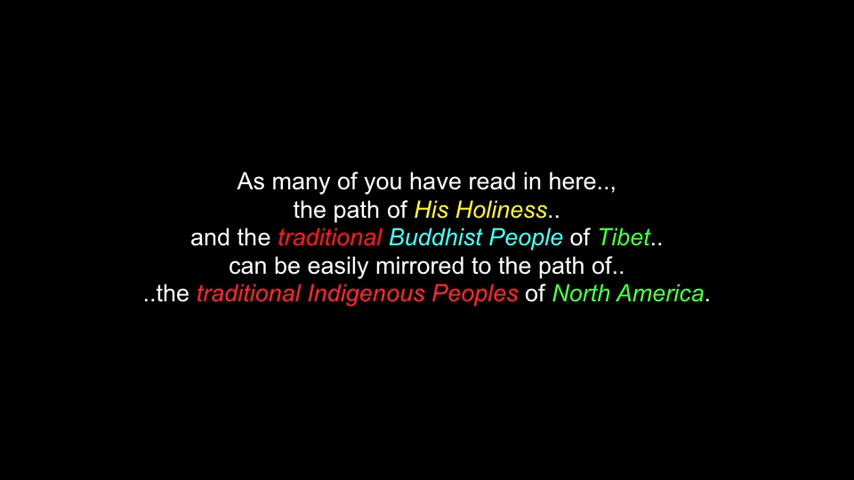 As many of you have read in here..,
the path of His Holiness..
and the traditional Buddhist People of Tibet..
can be easily mirrored to the path of..
..the traditional Indigenous Peoples of North America.